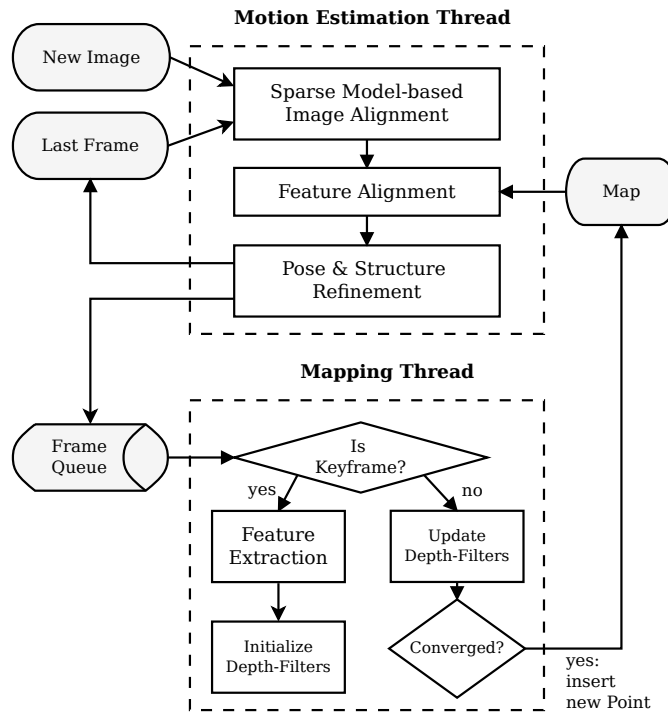 Motion Estimation Thread
New Image
Sparse Model-based
Image Alignment
Last Frame
Feature Alignment
Map
Pose & Structure
Refinement
Mapping Thread
Frame
Queue
Is
Keyframe?
yes
no
Feature
Extraction
Update
Depth-Filters
Initialize
Depth-Filters
Converged?
yes:
insert
new Point